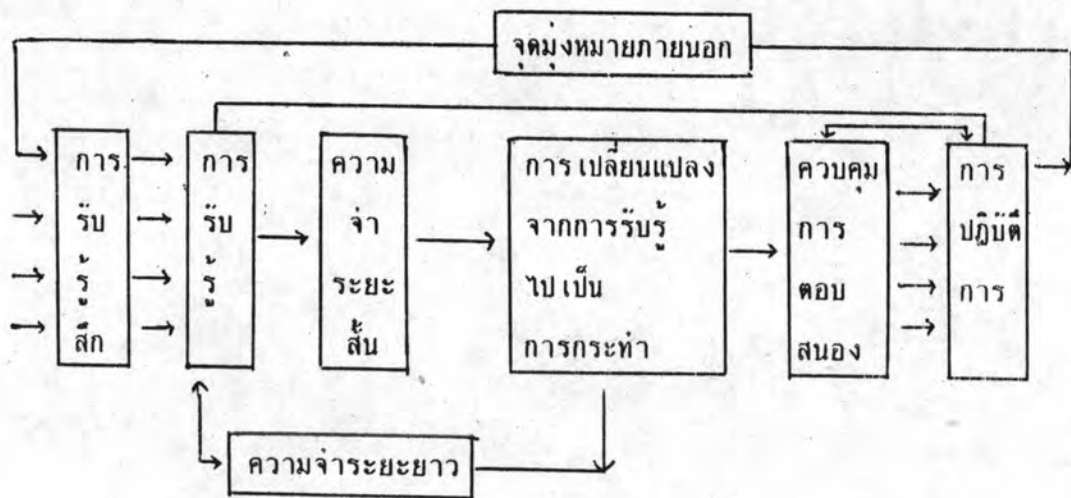 จุดมุ่งหมายภายนอก
การ
รับ
รู้
สึก
การ
รับ
รู้
ความ
จำ
ระยะ
สั้น
การเปลี่ยนแปลง
จากการรับรู้
ไปเป็น
การกระทำ
ควบคุม
การ
ตอบ
สนอง
การ
ปฏิบัติ
การ
ความจำระยะยาว